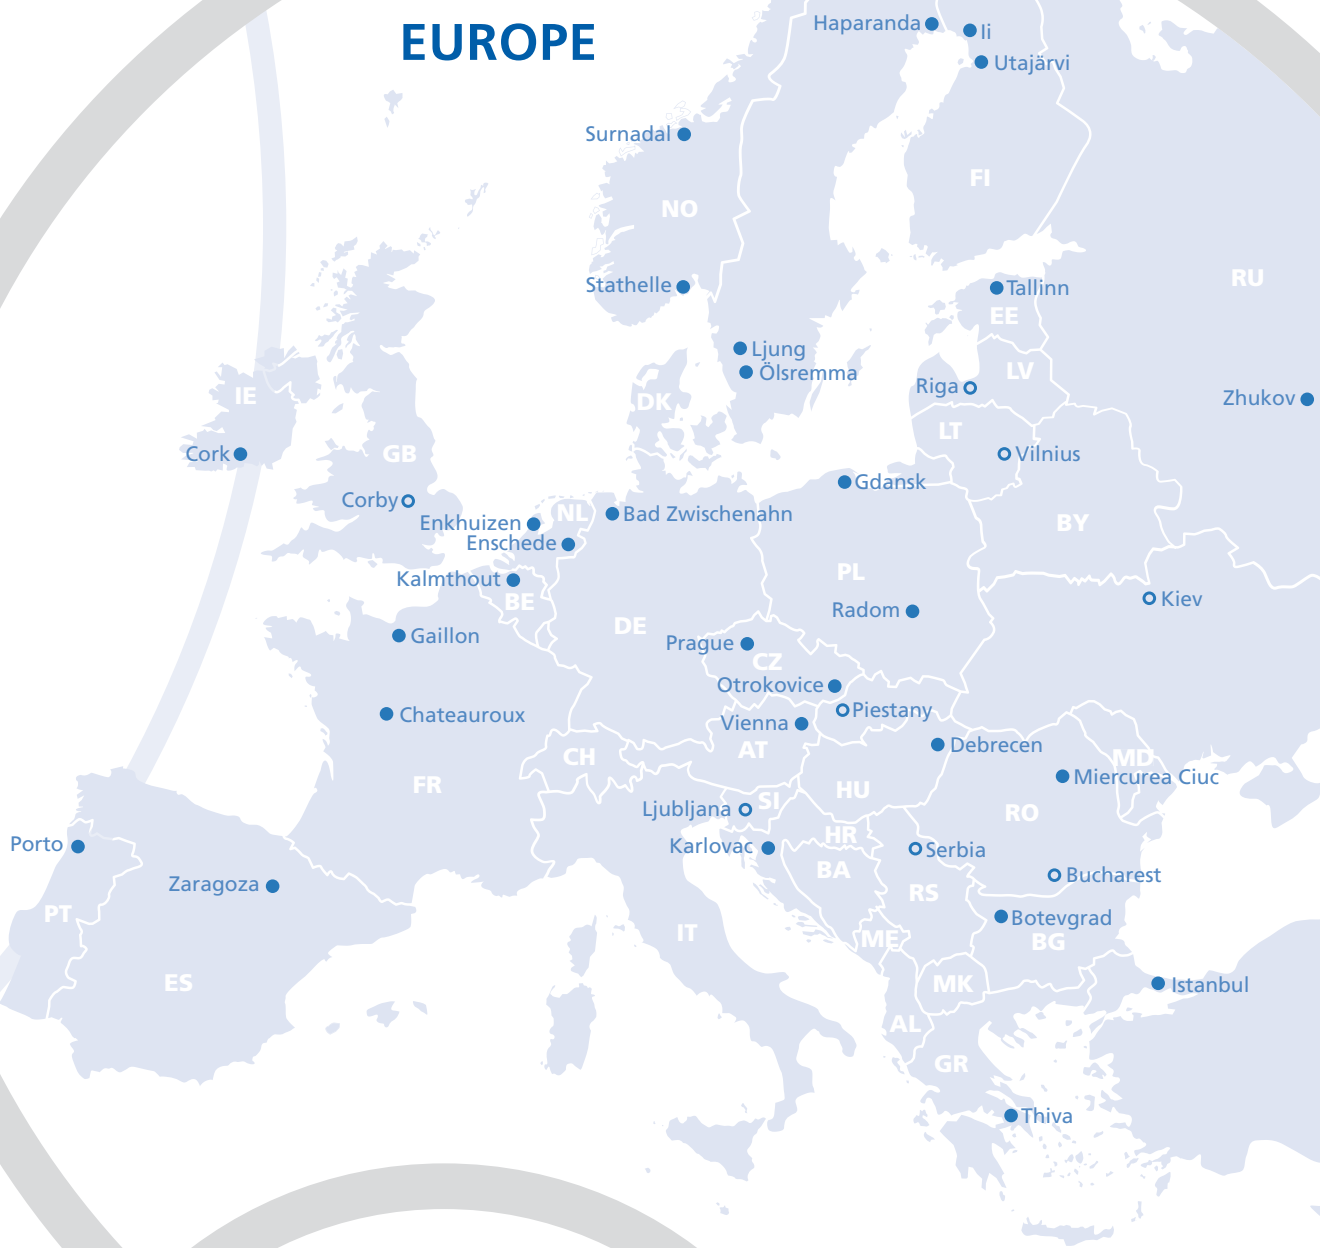 EUROPE
Haparanda
Ii
Utajärvi
Surnadal
FI
NO
RU
Stathelle
Tallinn
EE
Ljung
Ölsremma
LV
Riga
IE
DK
Zhukov
LT
Cork
GB
Vilnius
Gdansk
Corby
NL
Bad Zwischenahn
Enkhuizen
BY
Enschede
PL
Kalmthout
BE
Kiev
Radom
DE
Gaillon
Prague
CZ
Otrokovice
Piestany
Chateauroux
Vienna
AT
Debrecen
CH
MD
Miercurea Ciuc
FR
HU
SI
Ljubljana
RO
HR
Porto
Karlovac
Serbia
BA
Bucharest
Zaragoza
RS
PT
Botevgrad
IT
ME
BG
ES
MK
Istanbul
AL
GR
Thiva